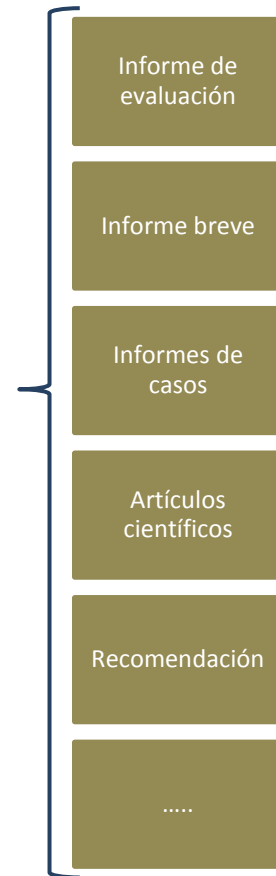 Informe de
evaluación
Informe breve
Informes de
casos
Artículos
científicos
Recomendación
.....